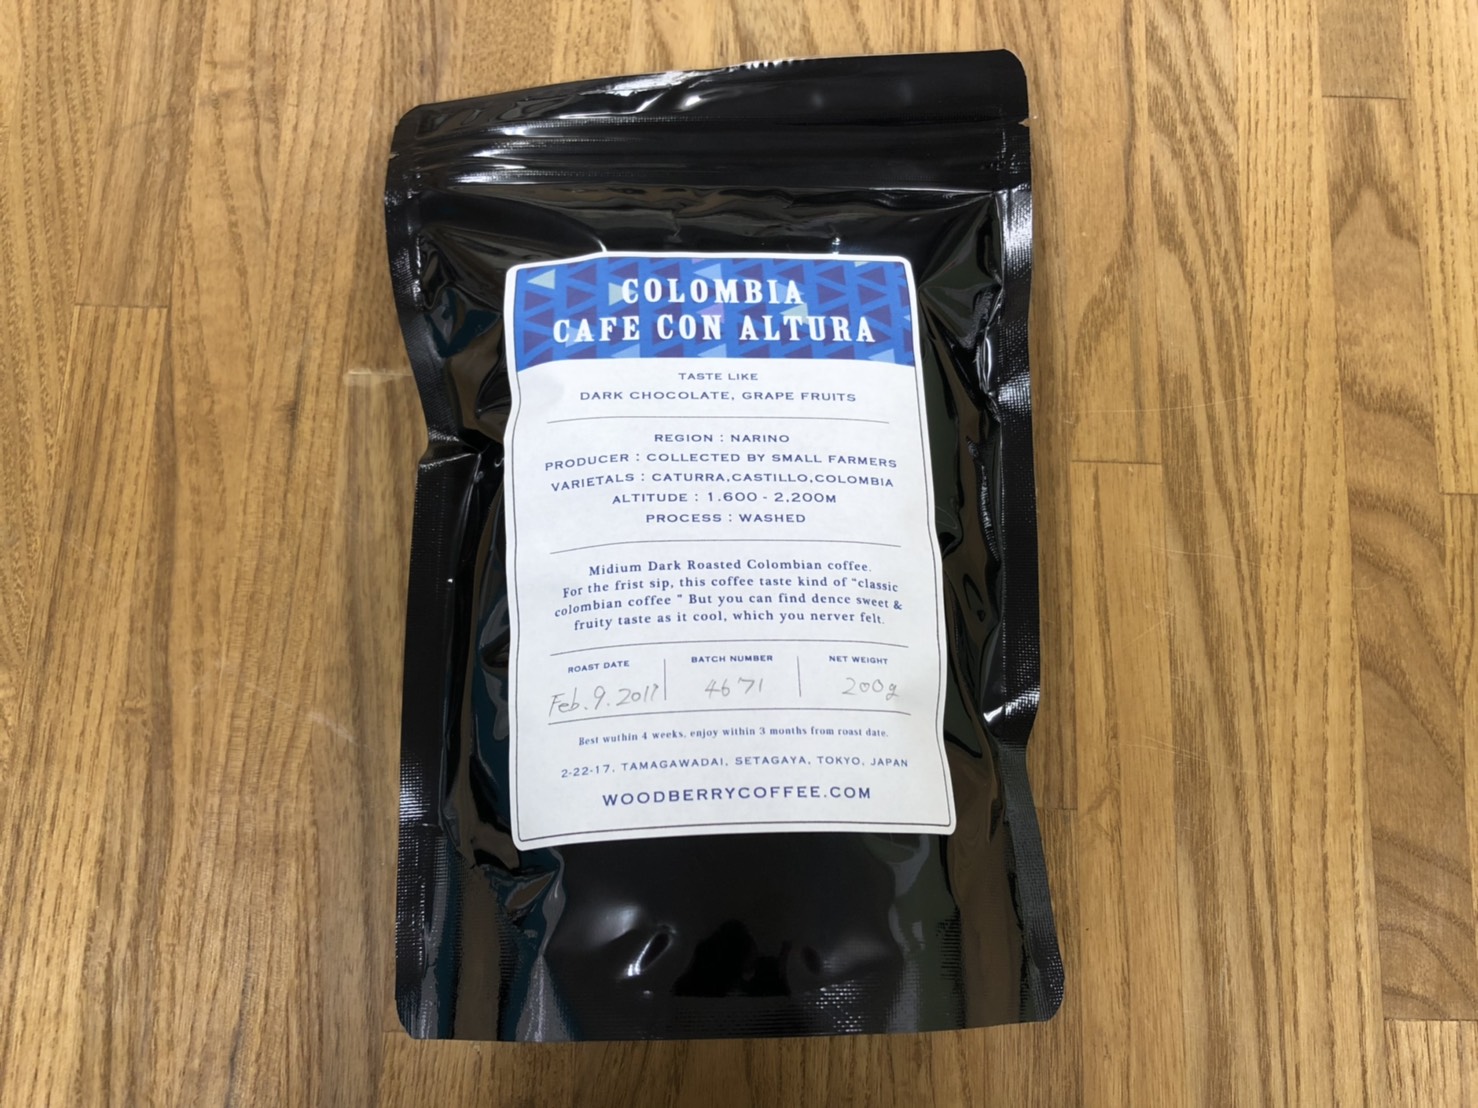 COLOMBIA
CAFE CON ALTURA
TASTE LIKE
DARK CHOCOLATE, GRAPE FRUITS
REGION : NARINO
PRODUCER : COLLECTED BY SMALL FARMERS
VARIETALS : CATURRA,CASTILLO,COLOMBIA
ALTITUDE : 1.600 - 2,200M
PROCESS : WASHED
Midium Dark Roasted Colombian coffee.
For the frist sip, this coffee taste kind of "classic
colombian coffee " But you can find dence sweet &
fruity taste as it cool, which you nerver felt.
ROAST DATE BATCH NUMBER NET WEIGHT
Feb. 9. 2017 4671 200g
Best wuthin 4 weeks, enjoy within 3 months from roast date.
2-22-17, TAMAGAWADAI, SETAGAYA, TOKYO, JAPAN
WOODBERRYCOFFEE.COM